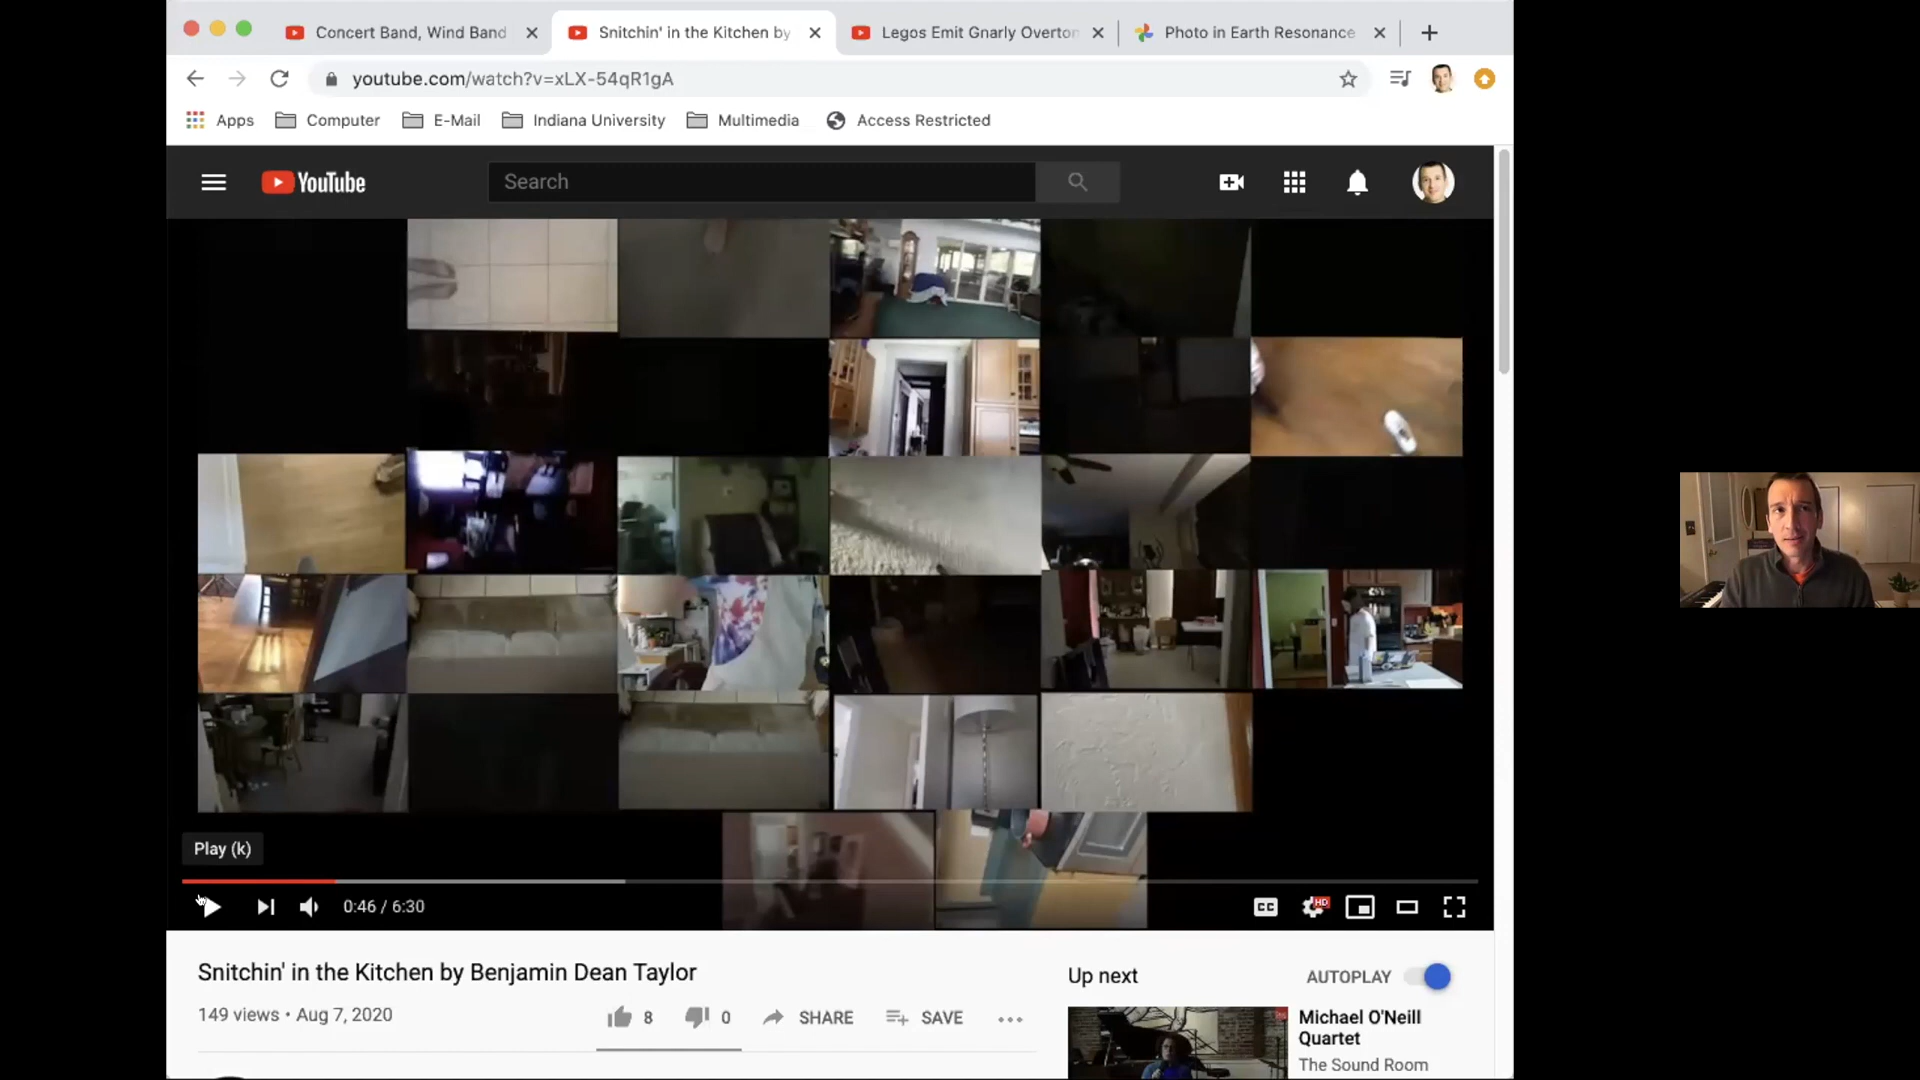 Concert Band, Wind Band
Snitchin' in the Kitchen by
Legos Emit Gnarly Overton
Photo in Earth Resonance
youtube.com/watch?v=xLX-54qR1gA
Apps
Computer
E-Mail
Indiana University
Multimedia
Access Restricted
YouTube
Search
Play (k)
0:46 / 6:30
CC
HD
Snitchin' in the Kitchen by Benjamin Dean Taylor
Up next
AUTOPLAY
149 views • Aug 7, 2020
8
0
SHARE
SAVE
Michael O'Neill
Quartet
The Sound Room